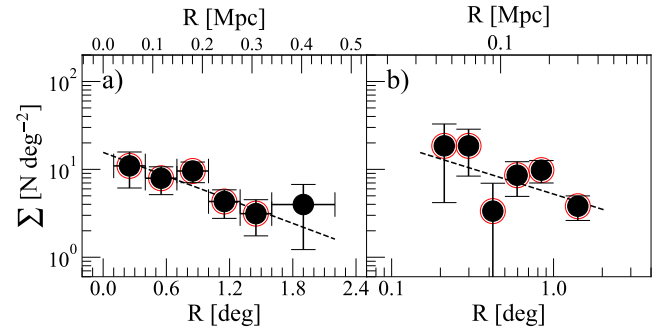 R [Mpc] R [Mpc]
0.0 0.1 0.2 0.3 0.4 0.5 0.1
a) b)
10²
Σ [N deg⁻²]
10¹
10⁰
0.0 0.6 1.2 1.8 2.4 0.1 1.0
R [deg] R [deg]